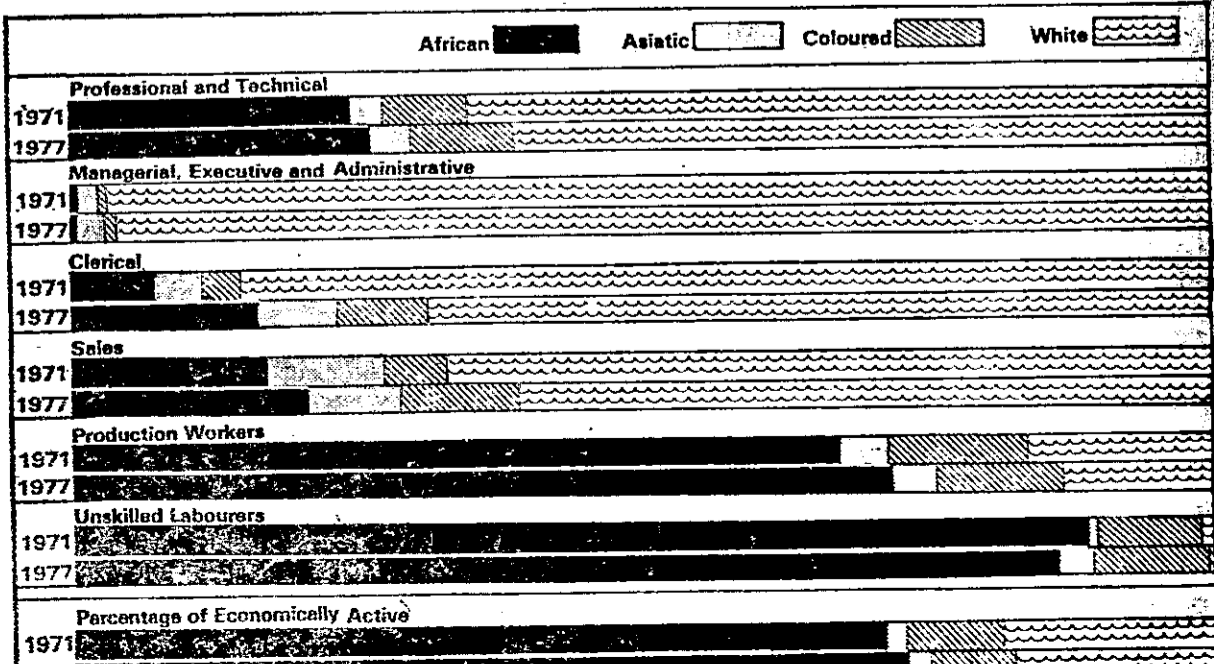 African Asiatic Coloured White
Professional and Technical
1971
1977
Managerial, Executive and Administrative
1971
1977
Clerical
1971
1977
Sales
1971
1977
Production Workers
1971
1977
Unskilled Labourers
1971
1977
Percentage of Economically Active
1971